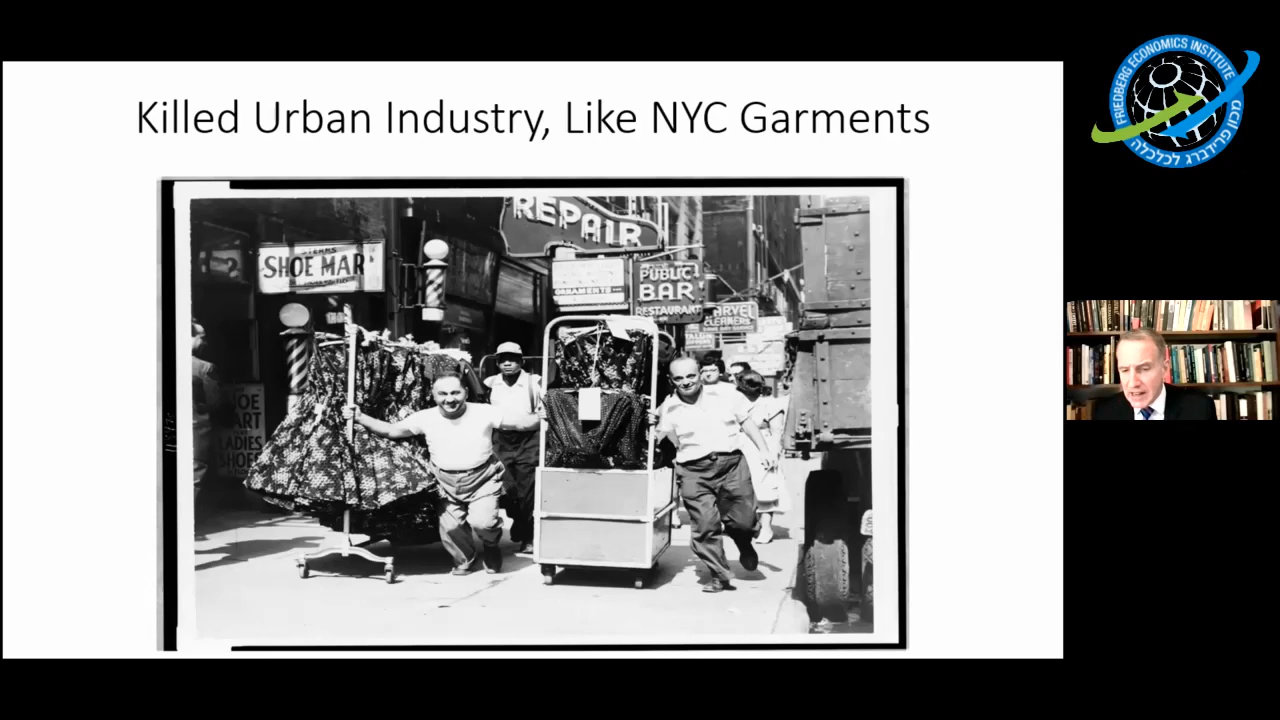 Killed Urban Industry, Like NYC Garments
FRIEDBERG ECONOMICS INSTITUTE
מכון פרידברג לכלכלה
REPAIR
SHOE MAR
PUBLIC
BAR
RESTAURANT
CLEANERS
LADIES
SHOES